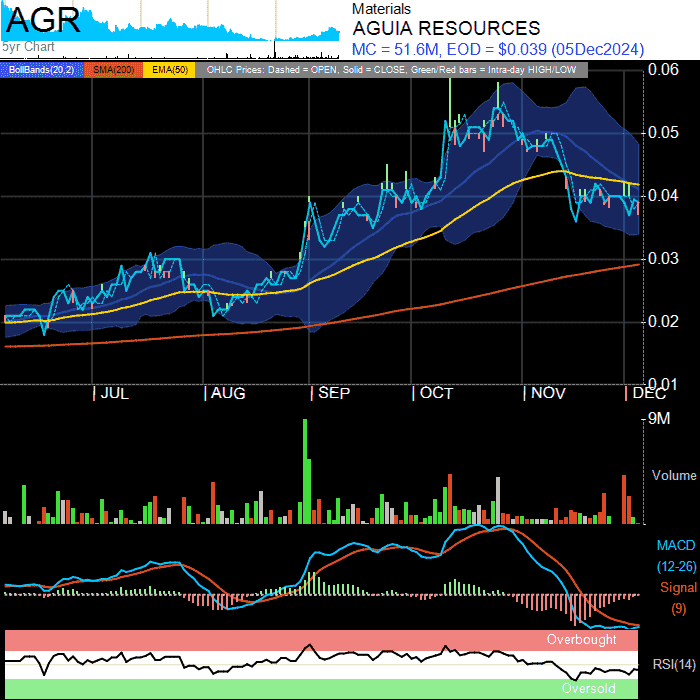 AGR
5yr Chart
Materials
AGUIA RESOURCES
MC = 51.6M, EOD = $0.039 (05Dec2024)
BollBands(20,2) SMA(200) EMA(50) OHLC Prices: Dashed = OPEN, Solid = CLOSE, Green/Red bars = Intra-day HIGH/LOW
0.06
0.05
0.04
0.03
0.02
0.01
JUL AUG SEP OCT NOV DEC
9M
Volume
MACD
(12-26)
Signal
(9)
Overbought
RSI(14)
Oversold